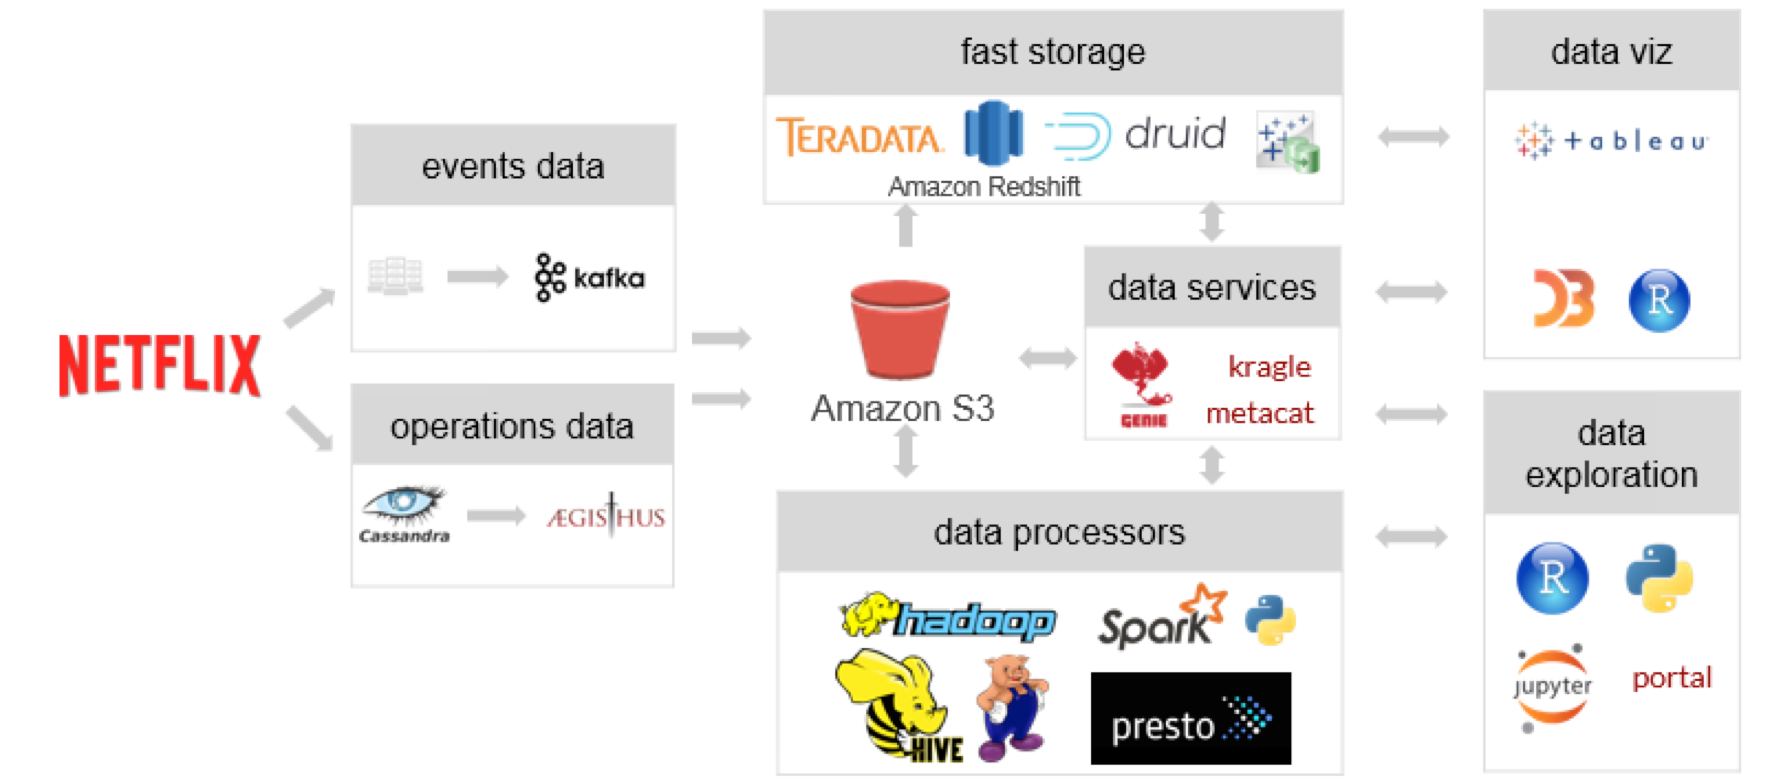 NETFLIX
events data
kafka
operations data
Cassandra
ÆGISTHUS
fast storage
TERADATA
druid
Amazon Redshift
Amazon S3
data services
GENIE
kragle
metacat
data processors
hadoop
Spark
HIVE
presto
data viz
+ a b l e a u
D3
R
data
exploration
R
jupyter
portal